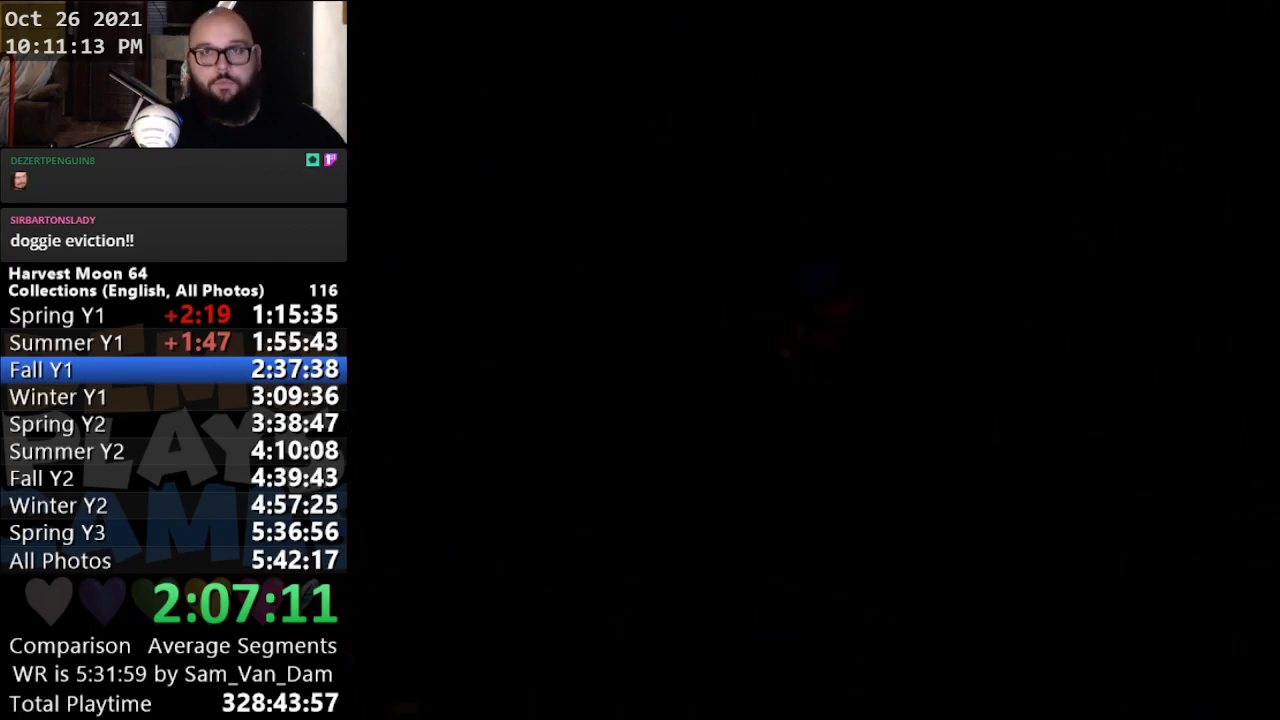 Oct 26 2021
10:11:13 PM
DEZERTPENGUIN8
SIRBARTONSLADY
doggie eviction!!
Harvest Moon 64
Collections (English, All Photos) 116
Spring Y1 +2:19 1:15:35
Summer Y1 +1:47 1:55:43
Fall Y1 2:37:38
Winter Y1 3:09:36
Spring Y2 3:38:47
Summer Y2 4:10:08
Fall Y2 4:39:43
Winter Y2 4:57:25
Spring Y3 5:36:56
All Photos 5:42:17
2:07:11
Comparison Average Segments
WR is 5:31:59 by Sam_Van_Dam
Total Playtime 328:43:57